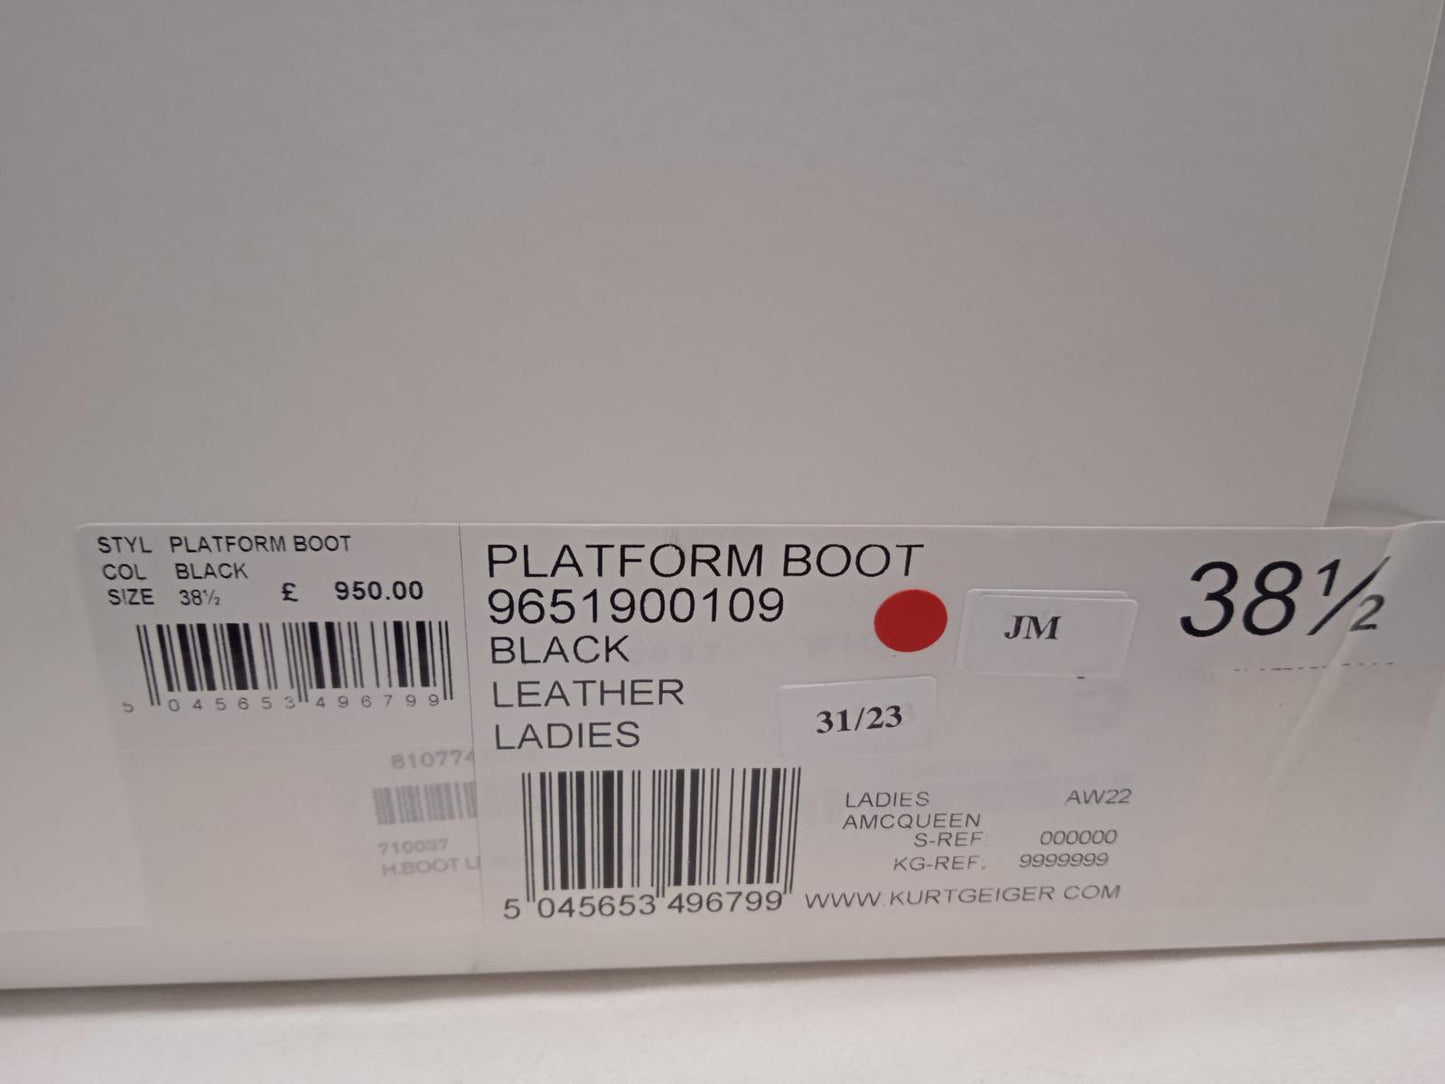 STYL PLATFORM BOOT
COL BLACK
SIZE 38½ £ 950.00
5 045653 496799
PLATFORM BOOT
9651900109
BLACK
LEATHER
LADIES
JM
38½
31/23
810774
710037
H.BOOT
5 045653 496799
LADIES AW22
AMCQUEEN
S-REF: 000000
KG-REF: 9999999
WWW.KURTGEIGER.COM